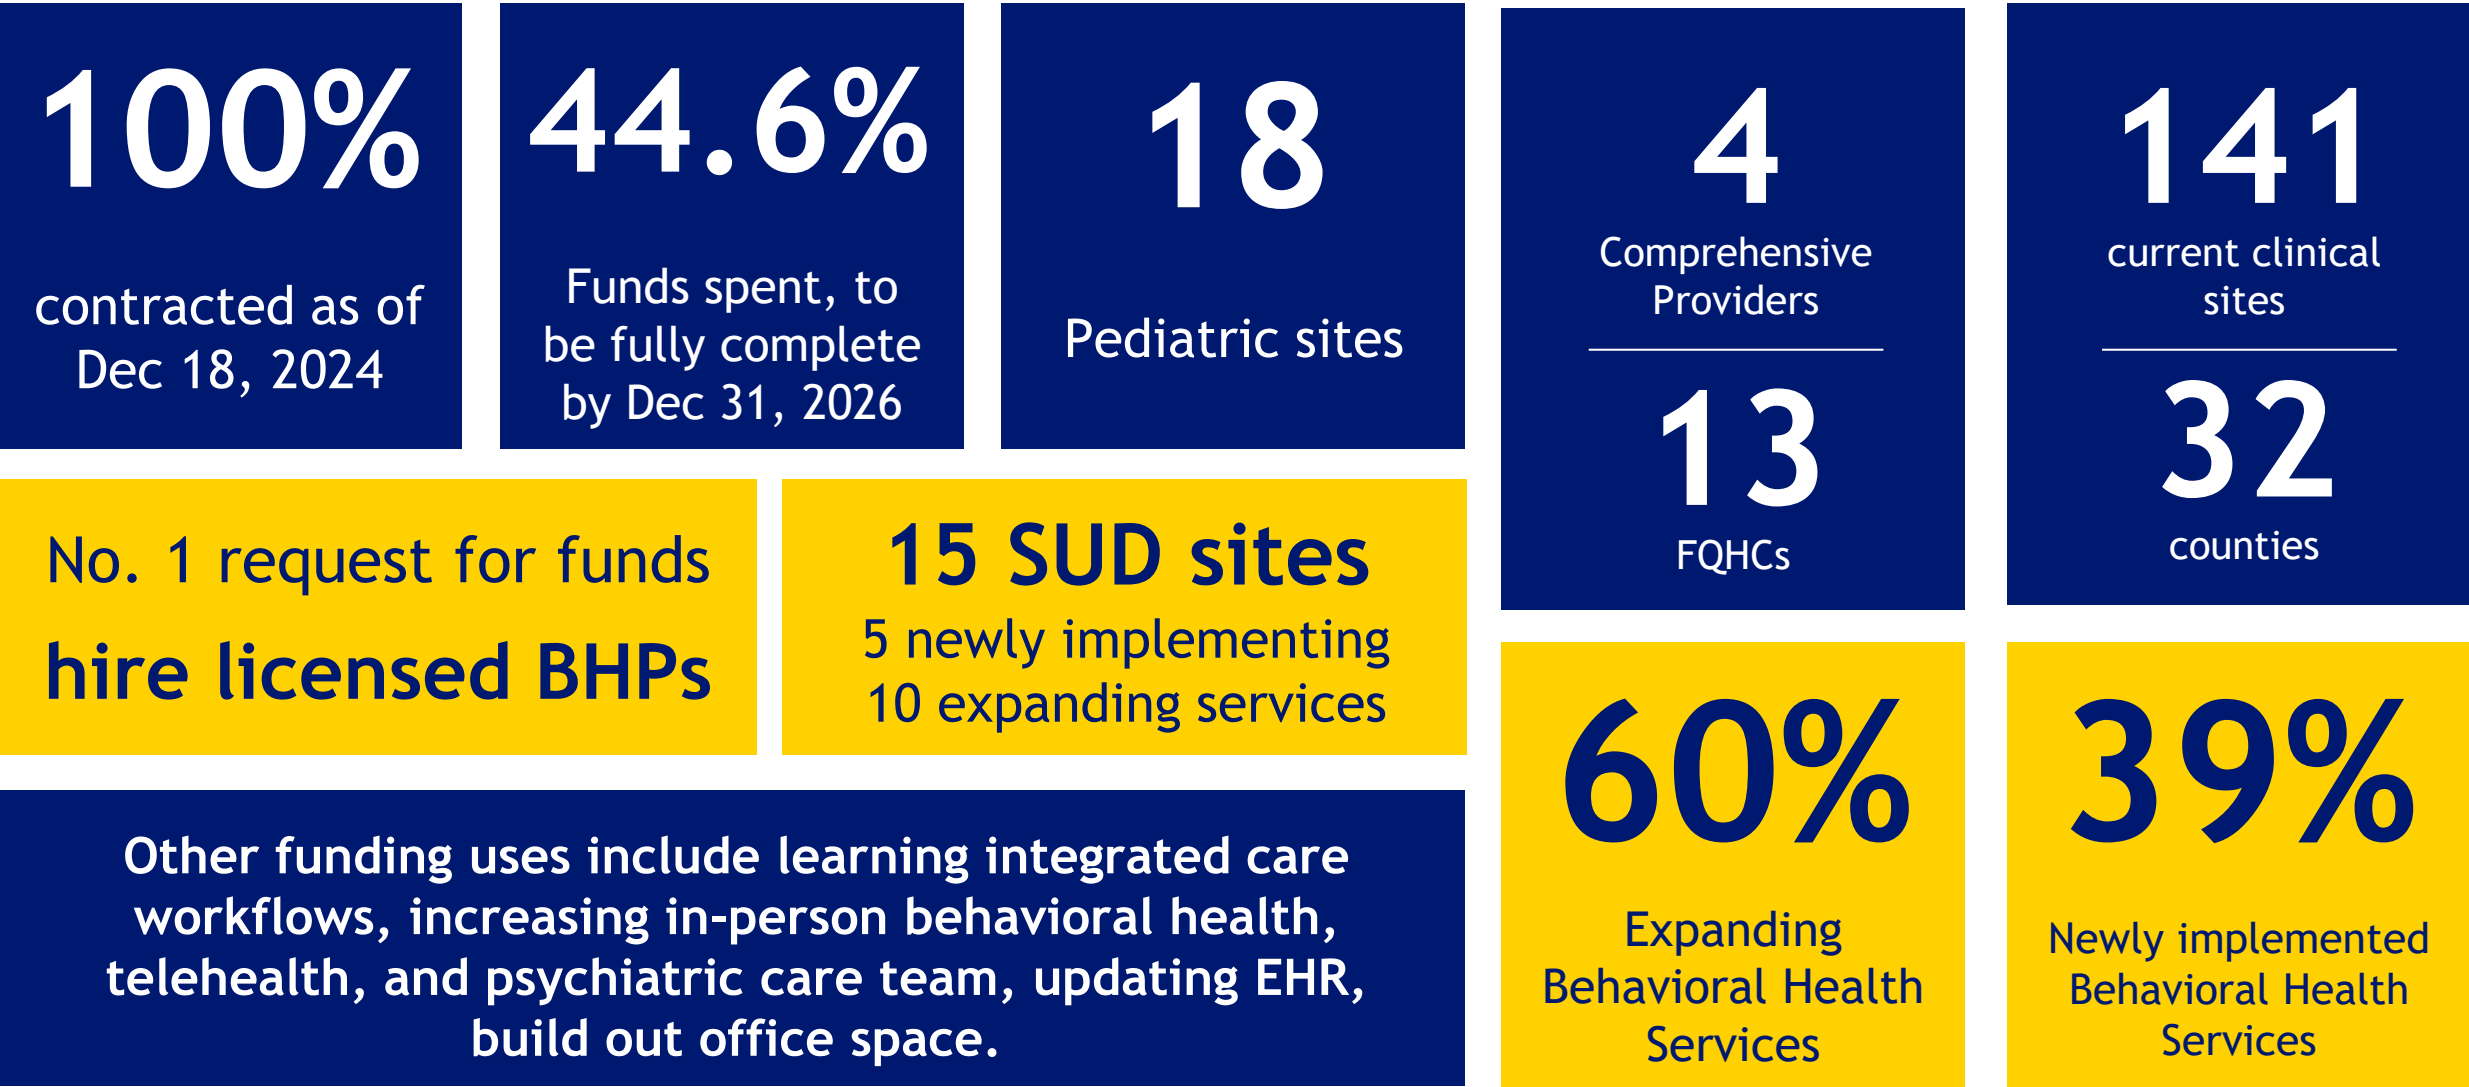 100%
contracted as of
Dec 18, 2024
44.6%
Funds spent, to
be fully complete
by Dec 31, 2026
18
Pediatric sites
4
Comprehensive
Providers
13
FQHCs
141
current clinical
sites
32
counties
No. 1 request for funds
hire licensed BHPs
15 SUD sites
5 newly implementing
10 expanding services
Other funding uses include learning integrated care
workflows, increasing in-person behavioral health,
telehealth, and psychiatric care team, updating EHR,
build out office space.
60%
Expanding
Behavioral Health
Services
39%
Newly implemented
Behavioral Health
Services